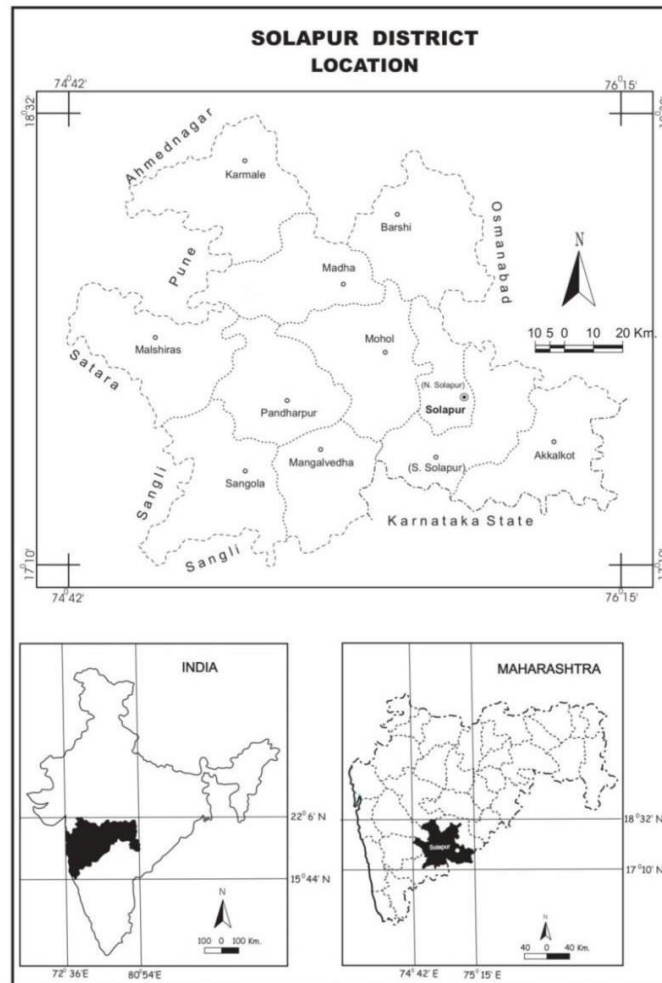 SOLAPUR DISTRICT
LOCATION
74°42'
76°15'
18°32'
Ahmednagar
Karmale
Barshi
Osmanabad
N
Pune
Madha
10 5 0 10 20 Km.
Malshiras
Mohol
Satara
(N. Solapur)
Solapur
Pandharpur
Mangalvedha
(S. Solapur)
Akkalkot
Sangola
Sangli
Karnataka State
Sangli
17°10'
74°42'
76°15'
INDIA
MAHARASHTRA
22°6' N
18°32' N
Solapur
15°44' N
17°10' N
N
100 0 100 Km.
N
40 0 40 Km.
72°36'E
80°54'E
74°42'E
75°15'E